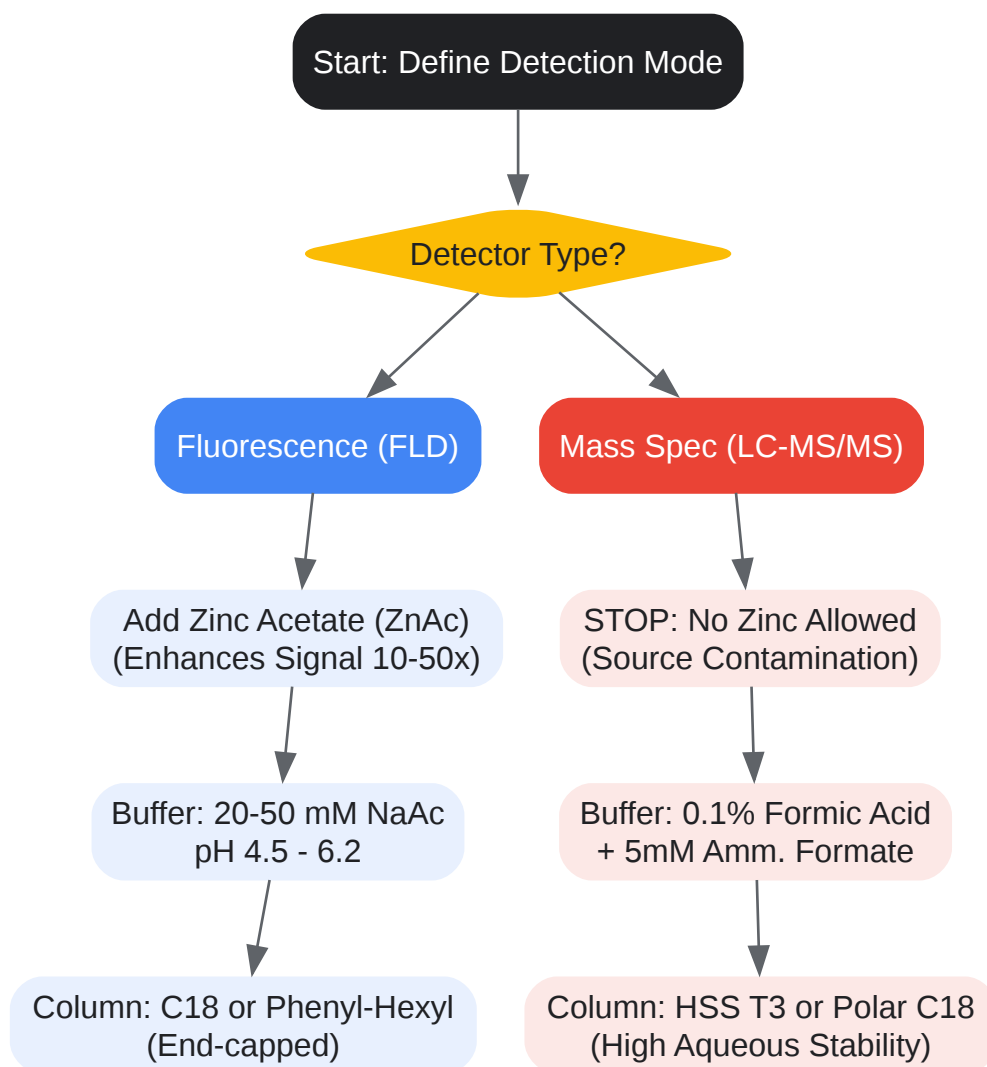 Start: Define Detection Mode
Detector Type?
Fluorescence (FLD)
Mass Spec (LC-MS/MS)
Add Zinc Acetate (ZnAc)
(Enhances Signal 10-50x)
STOP: No Zinc Allowed
(Source Contamination)
Buffer: 20-50 mM NaAc
pH 4.5 - 6.2
Buffer: 0.1% Formic Acid
+ 5mM Amm. Formate
Column: C18 or Phenyl-Hexyl
(End-capped)
Column: HSS T3 or Polar C18
(High Aqueous Stability)